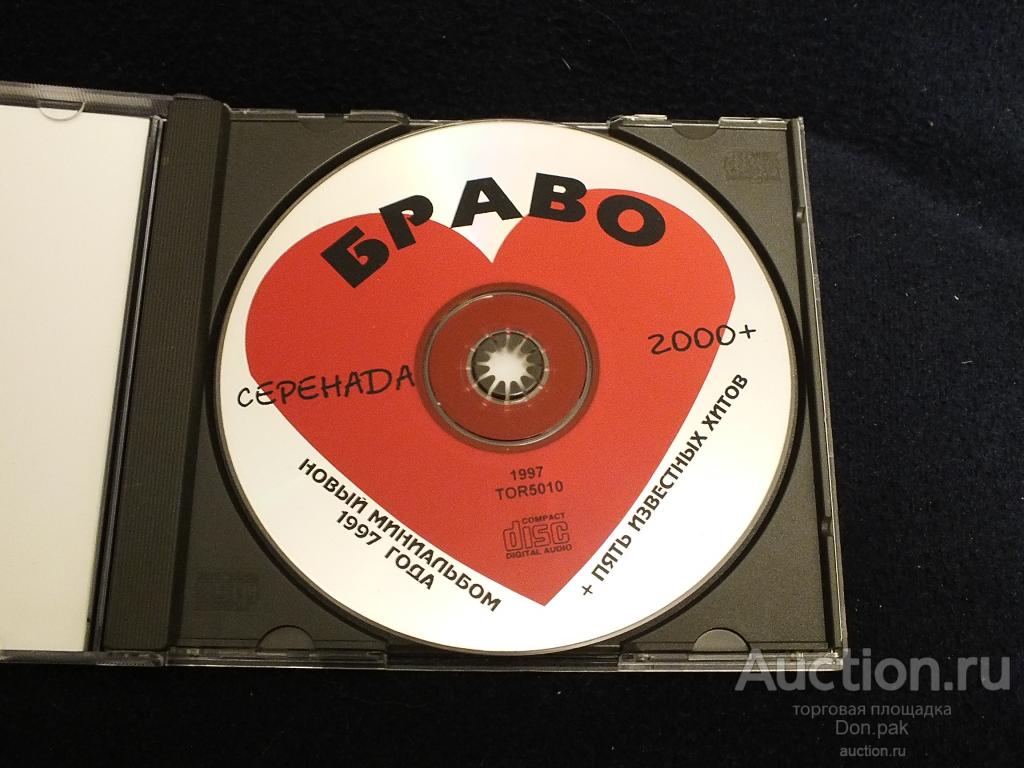 БРАВО
СЕРЕНАДА 2000+
НОВЫЙ МИНИАЛЬБОМ
1997 ГОДА
+ ПЯТЬ ИЗВЕСТНЫХ ХИТОВ
1997
TOR5010
COMPACT
disc
DIGITAL AUDIO
Auction.ru
торговая площадка
Don.pak
auction.ru